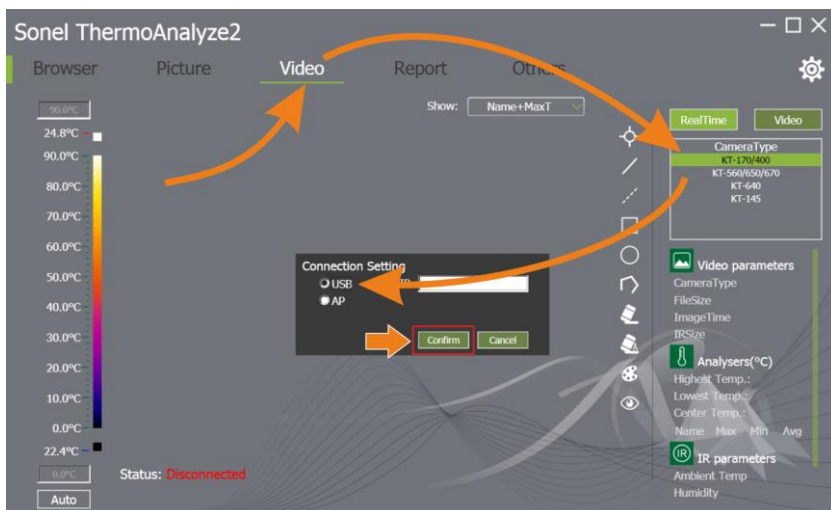 Sonel ThermoAnalyze2
Browser Picture Video Report Others
90.0°C
24.8°C
90.0°C
80.0°C
70.0°C
60.0°C
50.0°C
40.0°C
30.0°C
20.0°C
10.0°C
0.0°C
22.4°C
0.0°C
Auto
Status: Disconnected
Show: Name+MaxT
Connection Setting
USB
AP
Confirm Cancel
RealTime Video
CameraType
KT-170/400
KT-560/650/670
KT-640
KT-145
Video parameters
CameraType
FileSize
ImageTime
IRSize
Analysers(°C)
Highest Temp.:
Lowest Temp.:
Center Temp.:
Name Max Min Avg
IR IR parameters
Ambient Temp
Humidity